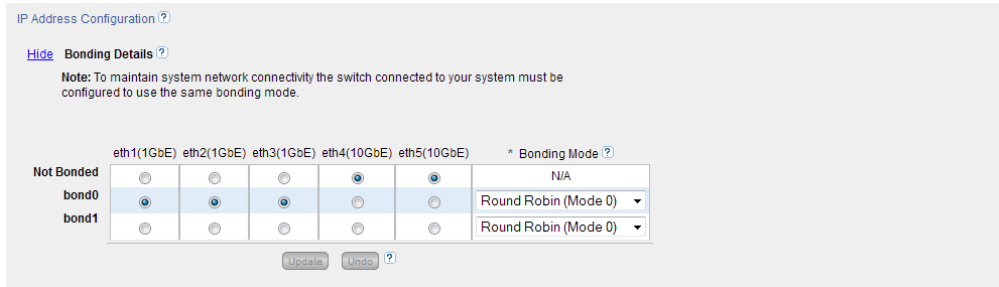 IP Address Configuration ?
Hide Bonding Details ?
Note: To maintain system network connectivity the switch connected to your system must be
configured to use the same bonding mode.
eth1(1GbE) eth2(1GbE) eth3(1GbE) eth4(10GbE) eth5(10GbE) * Bonding Mode ?
Not Bonded N/A
bond0 Round Robin (Mode 0)
bond1 Round Robin (Mode 0)
Update Undo ?